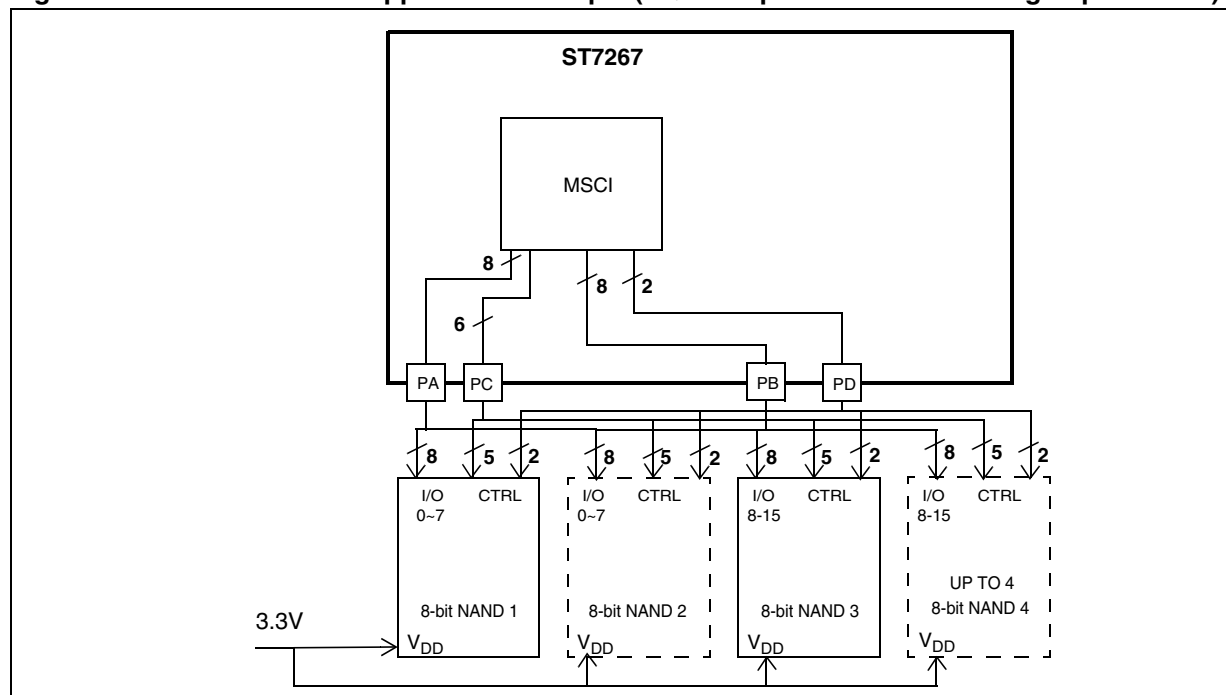 ST7267
MSCI
8
8
2
6
PA
PC
PB
PD
8
5
2
8
5
2
8
5
2
8
5
2
I/O
0~7
CTRL
I/O
0~7
CTRL
I/O
8-15
CTRL
I/O
8-15
CTRL
8-bit NAND 1
8-bit NAND 2
8-bit NAND 3
UP TO 4
8-bit NAND 4
3.3V
VDD
VDD
VDD
VDD